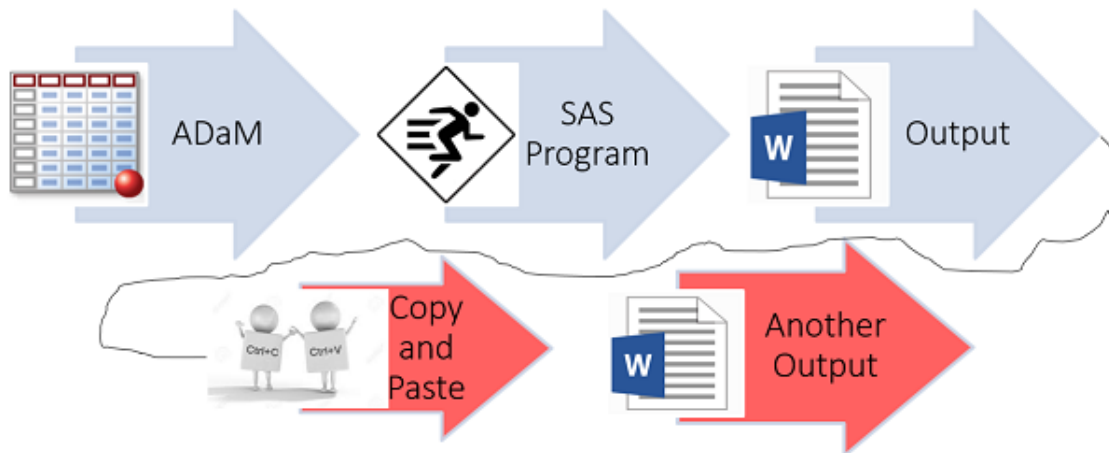 ADaM
SAS
Program
W
Output
Ctrl+C
Ctrl+V
Copy
and
Paste
W
Another
Output